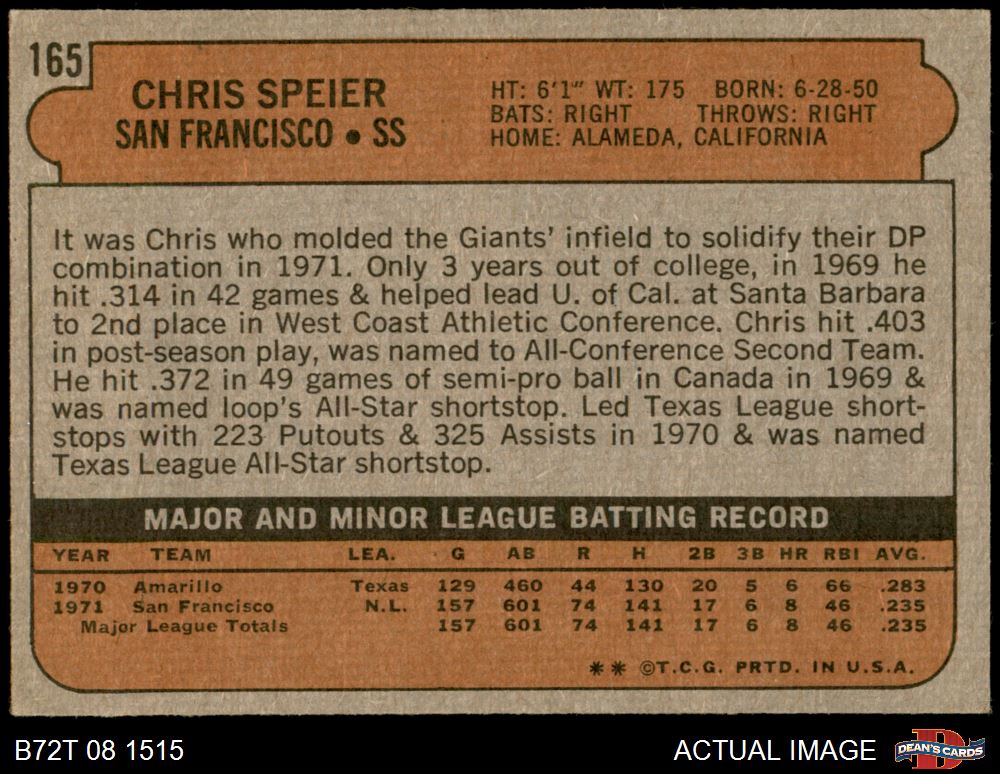 165
CHRIS SPEIER
SAN FRANCISCO • SS
HT: 6'1" WT: 175 BORN: 6-28-50
BATS: RIGHT THROWS: RIGHT
HOME: ALAMEDA, CALIFORNIA
It was Chris who molded the Giants' infield to solidify their DP
combination in 1971. Only 3 years out of college, in 1969 he
hit .314 in 42 games & helped lead U. of Cal. at Santa Barbara
to 2nd place in West Coast Athletic Conference. Chris hit .403
in post-season play, was named to All-Conference Second Team.
He hit .372 in 49 games of semi-pro ball in Canada in 1969 &
was named loop's All-Star shortstop. Led Texas League short-
stops with 223 Putouts & 325 Assists in 1970 & was named
Texas League All-Star shortstop.
MAJOR AND MINOR LEAGUE BATTING RECORD
YEAR TEAM LEA. G AB R H 2B 3B HR RBI AVG.
1970 Amarillo Texas 129 460 44 130 20 5 6 66 .283
1971 San Francisco N.L. 157 601 74 141 17 6 8 46 .235
Major League Totals 157 601 74 141 17 6 8 46 .235
** ©T.C.G. PRTD. IN U.S.A.
B72T 08 1515
ACTUAL IMAGE
D
DEAN'S CARDS